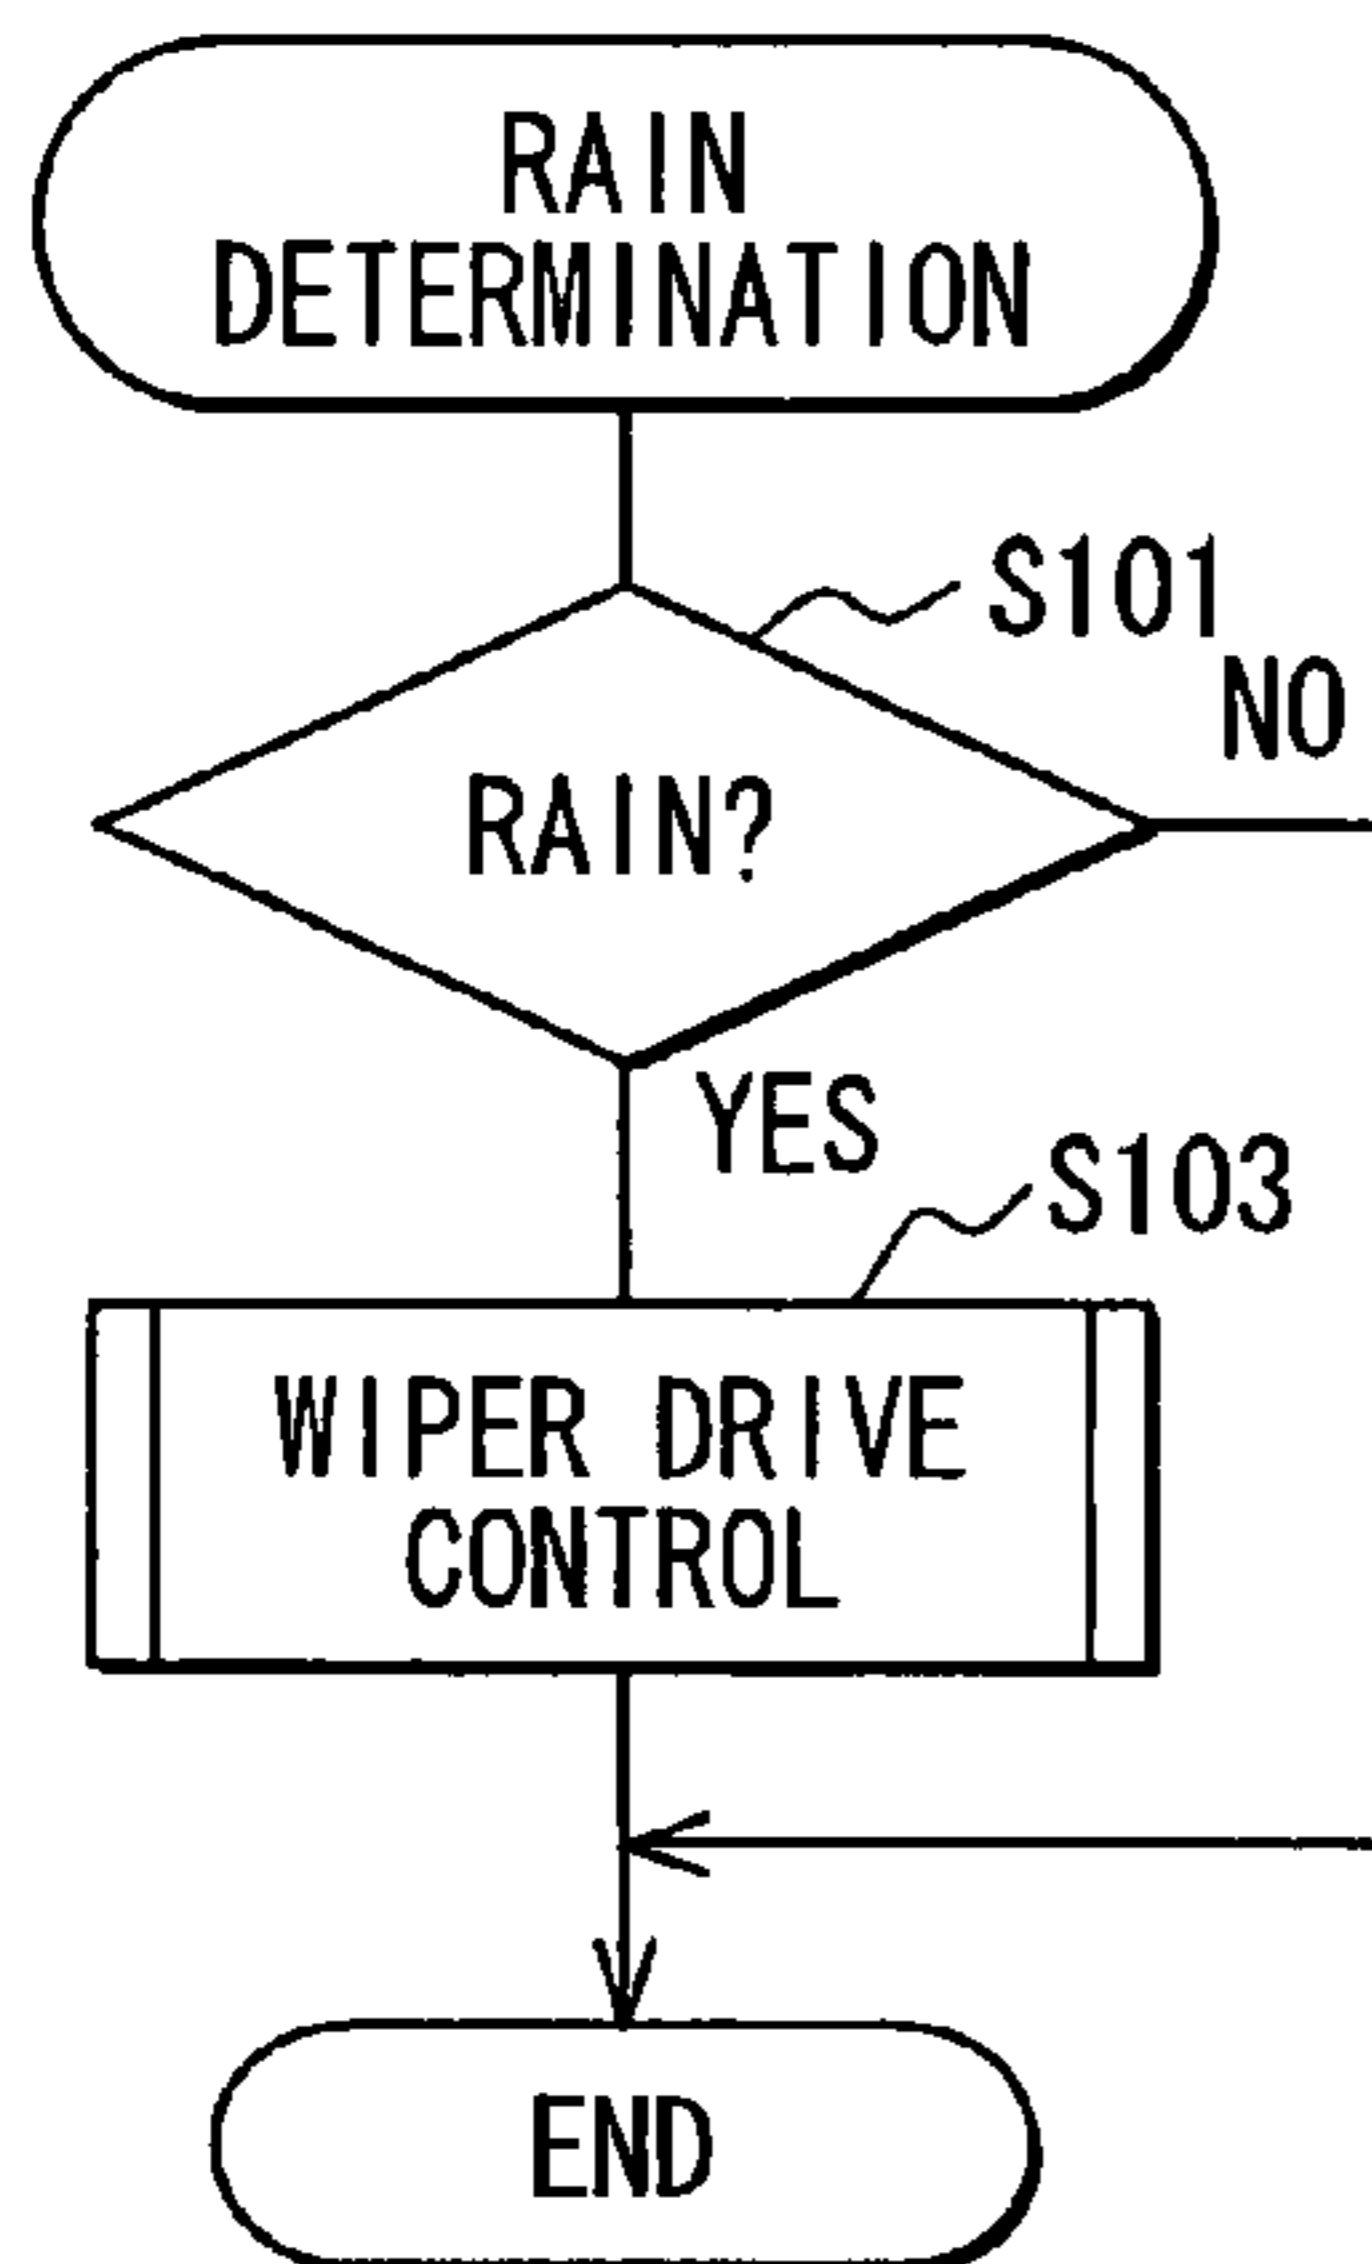 RAIN
DETERMINATION
S101
NO
RAIN?
YES
S103
WIPER DRIVE
CONTROL
END